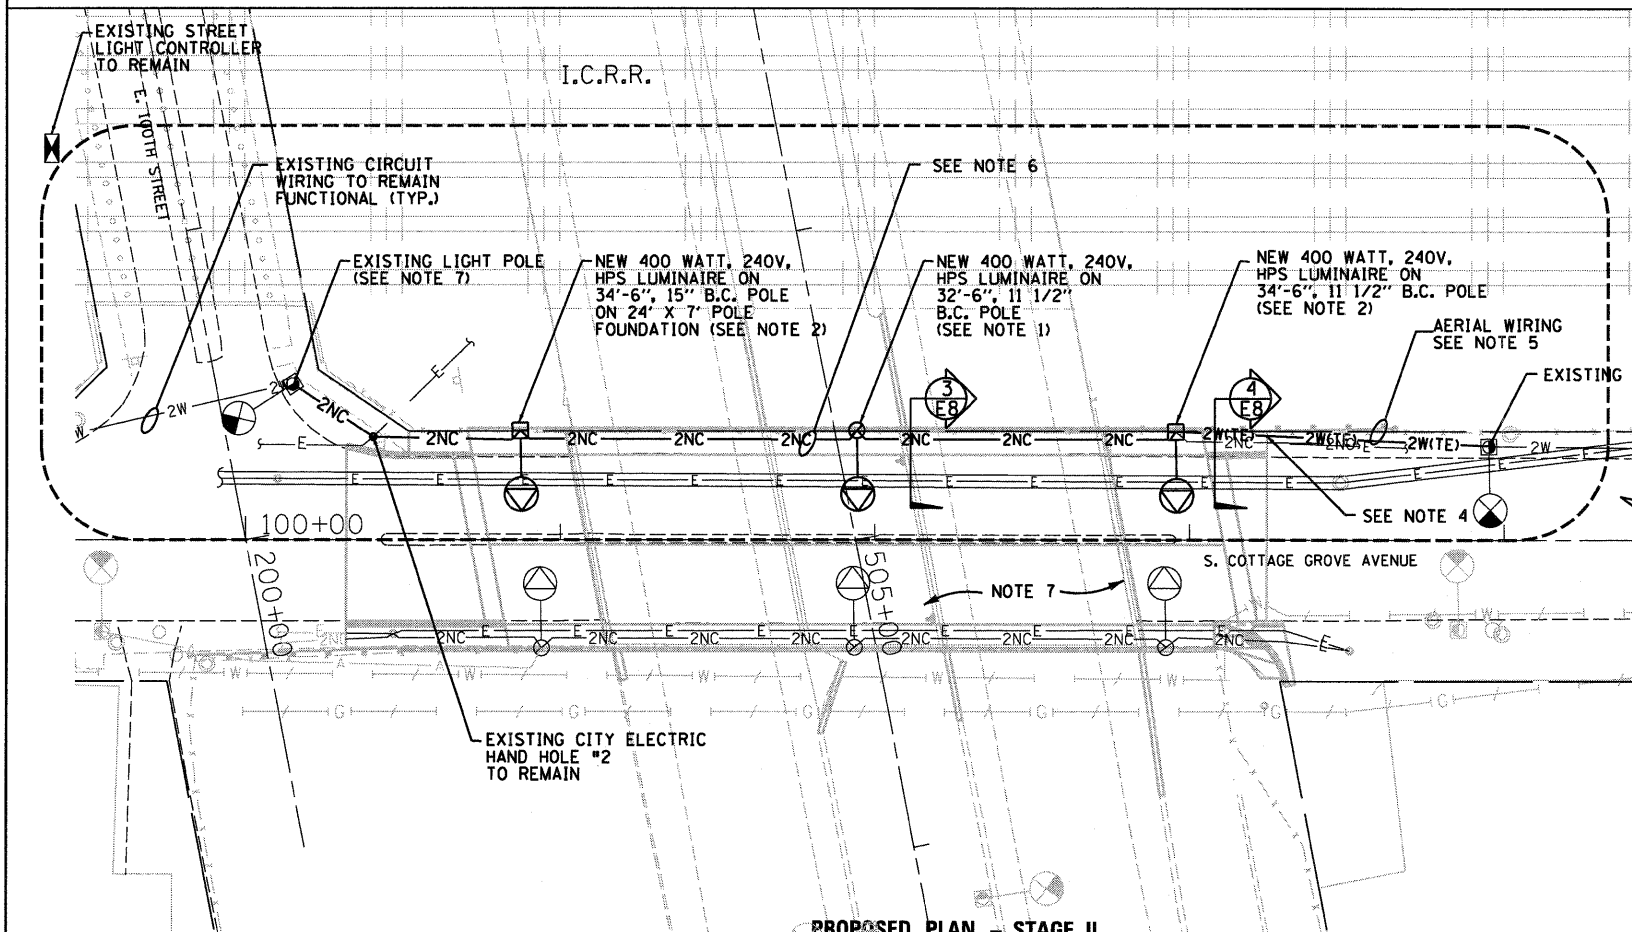 EXISTING STREET
LIGHT CONTROLLER
TO REMAIN
I.C.R.R.
E. 100TH STREET
EXISTING CIRCUIT
WIRING TO REMAIN
FUNCTIONAL (TYP.)
SEE NOTE 6
EXISTING LIGHT POLE
(SEE NOTE 7)
NEW 400 WATT, 240V,
HPS LUMINAIRE ON
34'-6", 15" B.C. POLE
ON 24' X 7' POLE
FOUNDATION (SEE NOTE 2)
NEW 400 WATT, 240V,
HPS LUMINAIRE ON
32'-6", 11 1/2"
B.C. POLE
(SEE NOTE 1)
NEW 400 WATT, 240V,
HPS LUMINAIRE ON
34'-6", 11 1/2" B.C. POLE
(SEE NOTE 2)
AERIAL WIRING
SEE NOTE 5
EXISTING
E
3
E8
4
E8
2W
2W
W
2NC
E
2NC 2NC 2NC 2NC 2NC 2NC 2NC 2W(TE) 2NC 2W(TE) 2W(TE) 2W
E E E E E E E E E E E E E
SEE NOTE 4
100+00
S. COTTAGE GROVE AVENUE
200+00
505+00
NOTE 7
E E E E E E E E E E
2NC 2NC 2NC 2NC 2NC 2NC 2NC 2NC 2NC
W
W W W W W
G G G G G G
EXISTING CITY ELECTRIC
HAND HOLE #2
TO REMAIN
PROPOSED PLAN - STAGE II